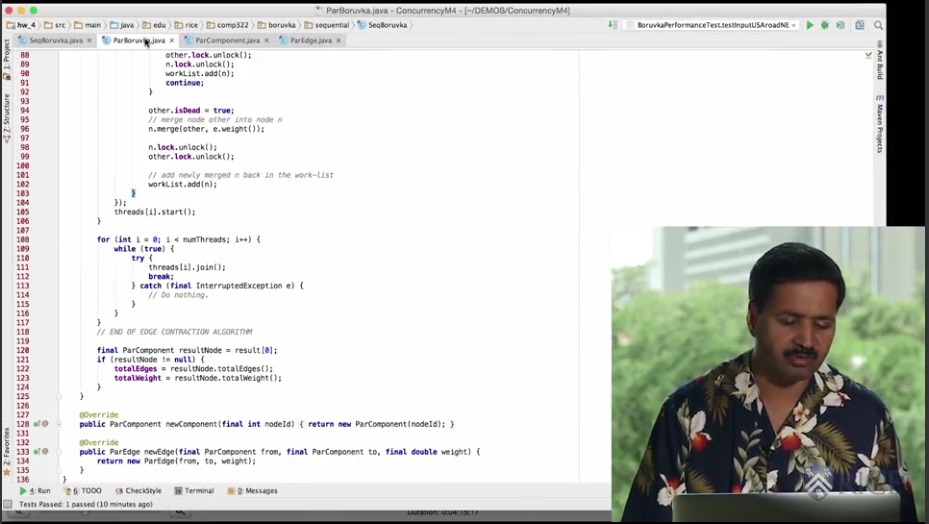 ParBoruvka.java - ConcurrencyM4 - [~/DEMOS/ConcurrencyM4]
hw_4 src main java edu rice comp322 boruvka sequential SeqBoruvka BoruvkaPerformanceTest.testInputUSAroadNE
SeqBoruvka.java ParBoruvka.java ParComponent.java ParEdge.java
1: Project
Z: Structure
2: Favorites
Ant Build
Maven Projects
88 other.lock.unlock();
89 n.lock.unlock();
90 workList.add(n);
91 continue;
92 }
93
94 other.isDead = true;
95 // merge node other into node n
96 n.merge(other, e.weight());
97
98 n.lock.unlock();
99 other.lock.unlock();
100
101 // add newly merged n back in the work-list
102 workList.add(n);
103 }
104 });
105 threads[i].start();
106 }
107
108 for (int i = 0; i < numThreads; i++) {
109 while (true) {
110 try {
111 threads[i].join();
112 break;
113 } catch (final InterruptedException e) {
114 // Do nothing.
115 }
116 }
117 }
118 // END OF EDGE CONTRACTION ALGORITHM
119
120 final ParComponent resultNode = result[0];
121 if (resultNode != null) {
122 totalEdges = resultNode.totalEdges();
123 totalWeight = resultNode.totalWeight();
124 }
125 }
126
127 @Override
128 public ParComponent newComponent(final int nodeId) { return new ParComponent(nodeId); }
131
132 @Override
133 public ParEdge newEdge(final ParComponent from, final ParComponent to, final double weight) {
134 return new ParEdge(from, to, weight);
135 }
136 }
4: Run 6: TODO CheckStyle Terminal 0: Messages
Tests Passed: 1 passed (10 minutes ago)